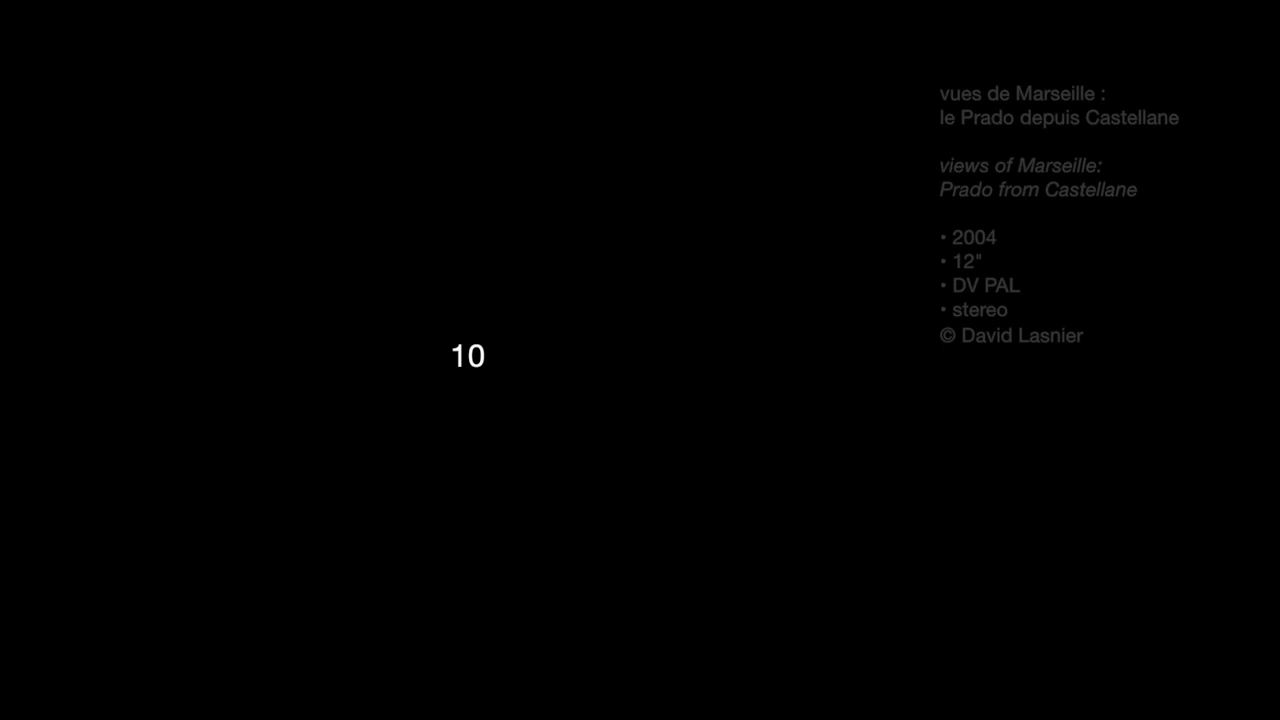 vues de Marseille :
le Prado depuis Castellane
views of Marseille:
Prado from Castellane
• 2004
• 12"
• DV PAL
• stereo
© David Lasnier
10